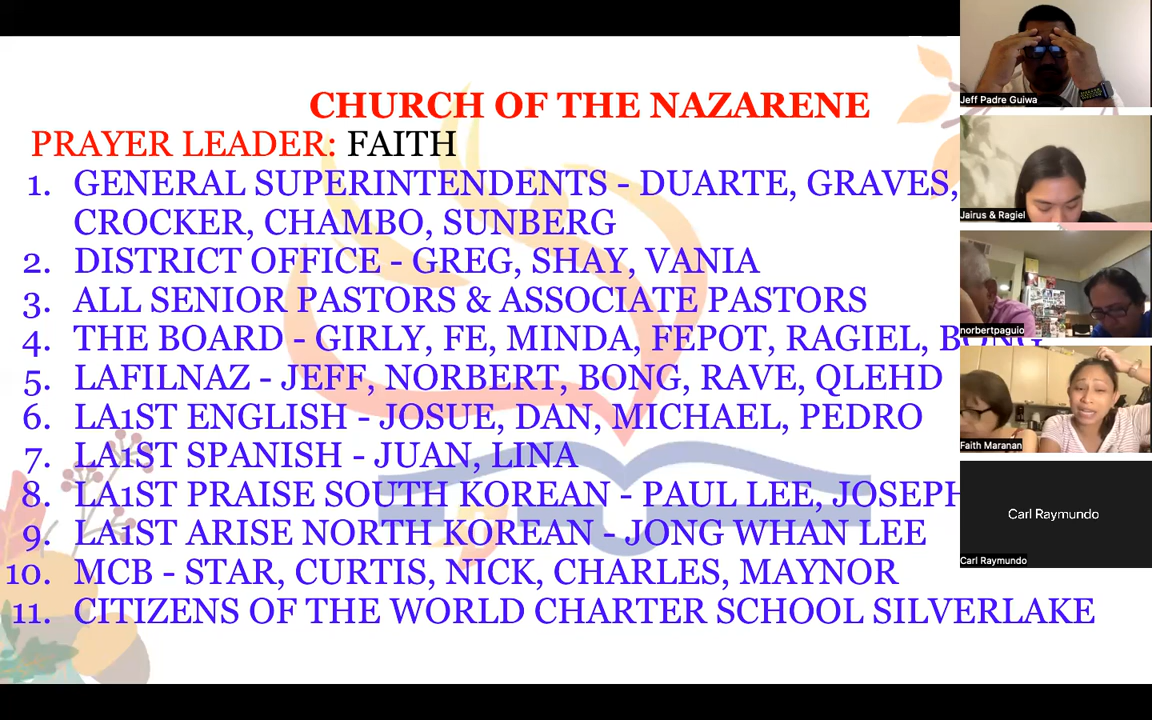 CHURCH OF THE NAZARENE
PRAYER LEADER: FAITH
1. GENERAL SUPERINTENDENTS - DUARTE, GRAVES,
CROCKER, CHAMBO, SUNBERG
2. DISTRICT OFFICE - GREG, SHAY, VANIA
3. ALL SENIOR PASTORS & ASSOCIATE PASTORS
4. THE BOARD - GIRLY, FE, MINDA, FEPOT, RAGIEL, BONG
5. LAFILNAZ - JEFF, NORBERT, BONG, RAVE, QLEHD
6. LA1ST ENGLISH - JOSUE, DAN, MICHAEL, PEDRO
7. LA1ST SPANISH - JUAN, LINA
8. LA1ST PRAISE SOUTH KOREAN - PAUL LEE, JOSEPH
9. LA1ST ARISE NORTH KOREAN - JONG WHAN LEE
10. MCB - STAR, CURTIS, NICK, CHARLES, MAYNOR
11. CITIZENS OF THE WORLD CHARTER SCHOOL SILVERLAKE
Jeff Padre Guiwa
Jairus & Ragiel
norbertpaguio
Faith Maranan
Carl Raymundo
Carl Raymundo